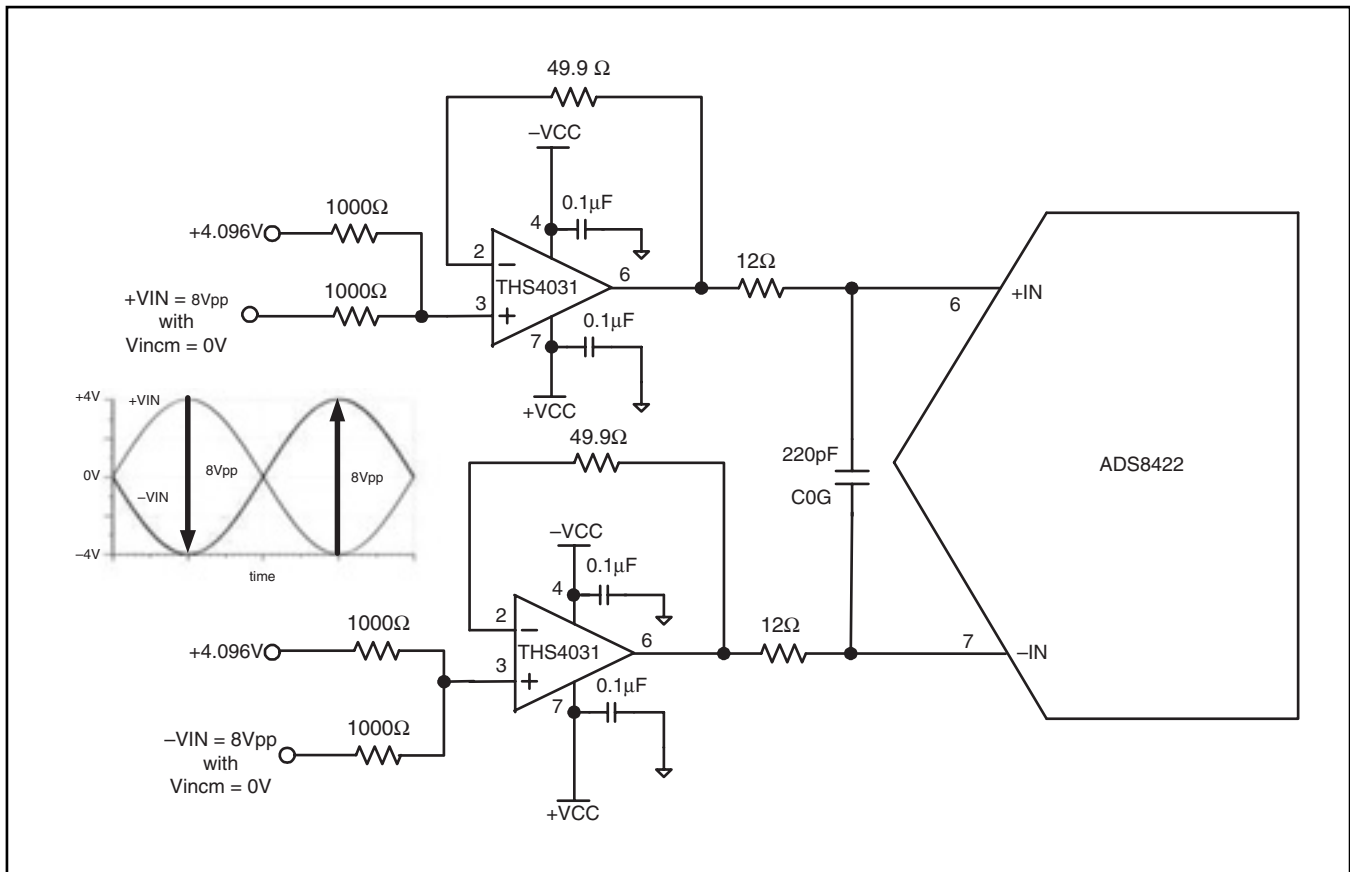 49.9 Ω
−VCC
0.1µF
4
1000Ω
+4.096V
2
−
THS4031
6
12Ω
1000Ω
+VIN = 8Vpp
with
Vincm = 0V
3
+
0.1µF
7
+VCC
6
+IN
+4V
+VIN
8Vpp
8Vpp
0V
−VIN
−4V
time
49.9Ω
220pF
C0G
ADS8422
−VCC
0.1µF
4
1000Ω
+4.096V
2
−
THS4031
6
12Ω
7
−IN
3
+
0.1µF
7
1000Ω
−VIN = 8Vpp
with
Vincm = 0V
+VCC